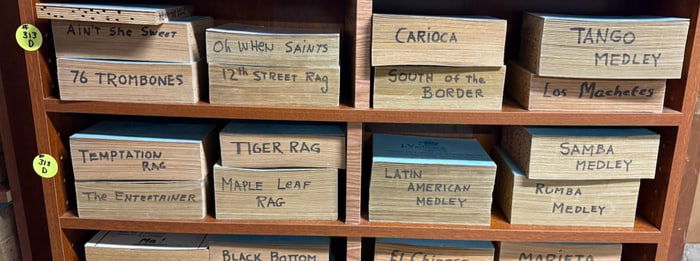 # 313 D
AIN'T SHE SWEET
76 TROMBONES
OH WHEN SAINTS
12th STREET RAG
CARIOCA
SOUTH OF THE
BORDER
TANGO
MEDLEY
LOS MACHETES
313 D
TEMPTATION
RAG
THE ENTERTAINER
TIGER RAG
MAPLE LEAF
RAG
LATIN
AMERICAN
MEDLEY
SAMBA
MEDLEY
RUMBA
MEDLEY
BLACK BOTTOM